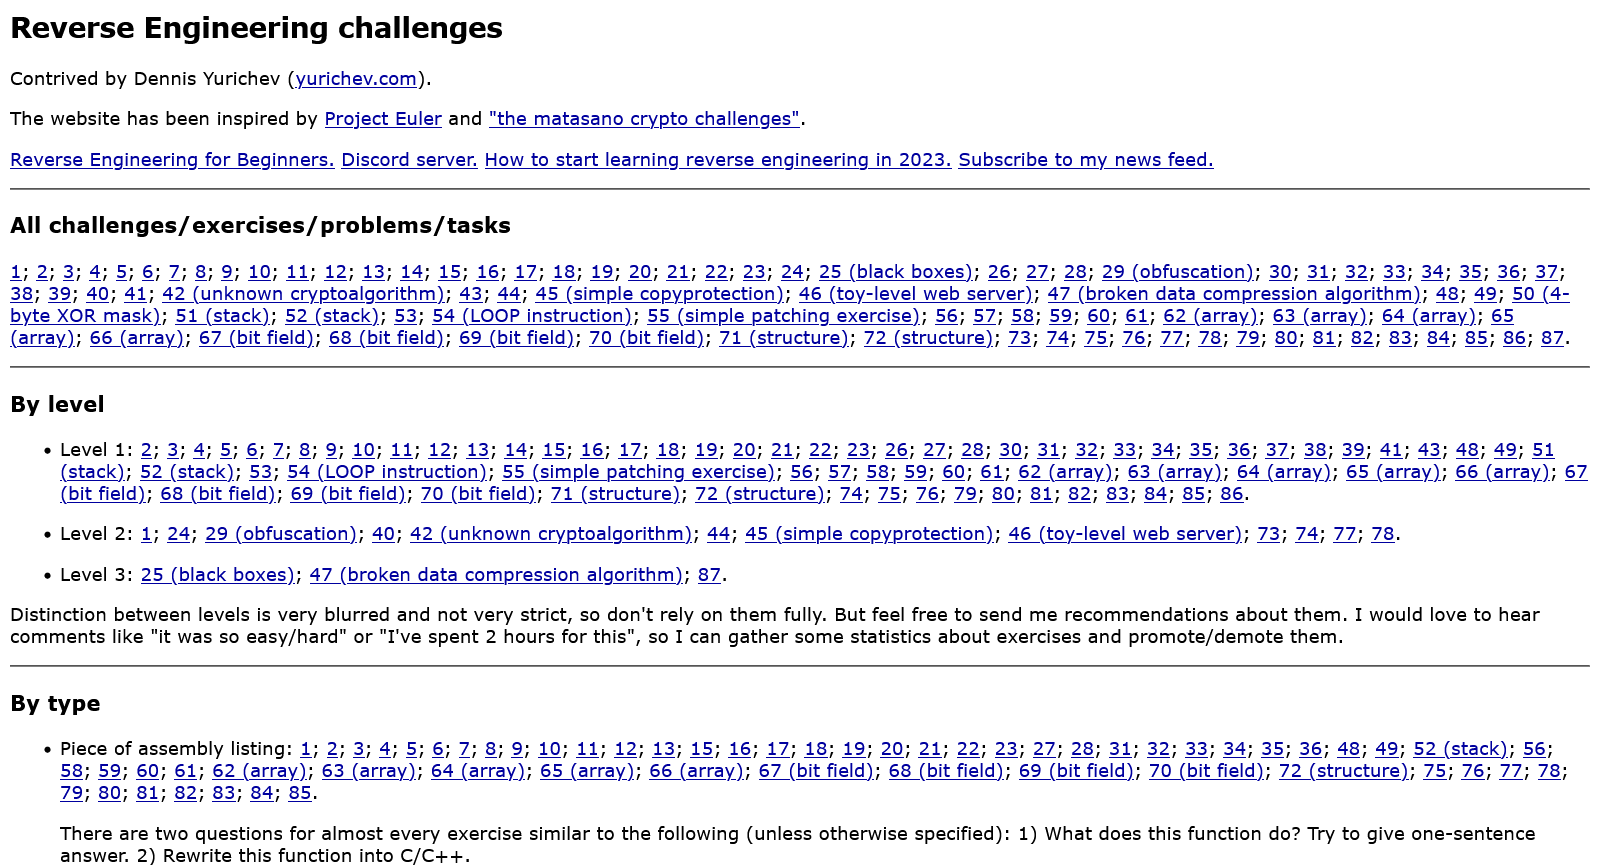 Reverse Engineering challenges
Contrived by Dennis Yurichev (yurichev.com).
The website has been inspired by Project Euler and "the matasano crypto challenges".
Reverse Engineering for Beginners. Discord server. How to start learning reverse engineering in 2023. Subscribe to my news feed.
All challenges/exercises/problems/tasks
1; 2; 3; 4; 5; 6; 7; 8; 9; 10; 11; 12; 13; 14; 15; 16; 17; 18; 19; 20; 21; 22; 23; 24; 25 (black boxes); 26; 27; 28; 29 (obfuscation); 30; 31; 32; 33; 34; 35; 36; 37;
38; 39; 40; 41; 42 (unknown cryptoalgorithm); 43; 44; 45 (simple copyprotection); 46 (toy-level web server); 47 (broken data compression algorithm); 48; 49; 50 (4-
byte XOR mask); 51 (stack); 52 (stack); 53; 54 (LOOP instruction); 55 (simple patching exercise); 56; 57; 58; 59; 60; 61; 62 (array); 63 (array); 64 (array); 65
(array); 66 (array); 67 (bit field); 68 (bit field); 69 (bit field); 70 (bit field); 71 (structure); 72 (structure); 73; 74; 75; 76; 77; 78; 79; 80; 81; 82; 83; 84; 85; 86; 87.
By level
• Level 1: 2; 3; 4; 5; 6; 7; 8; 9; 10; 11; 12; 13; 14; 15; 16; 17; 18; 19; 20; 21; 22; 23; 26; 27; 28; 30; 31; 32; 33; 34; 35; 36; 37; 38; 39; 41; 43; 48; 49; 51
(stack); 52 (stack); 53; 54 (LOOP instruction); 55 (simple patching exercise); 56; 57; 58; 59; 60; 61; 62 (array); 63 (array); 64 (array); 65 (array); 66 (array); 67
(bit field); 68 (bit field); 69 (bit field); 70 (bit field); 71 (structure); 72 (structure); 74; 75; 76; 79; 80; 81; 82; 83; 84; 85; 86.
• Level 2: 1; 24; 29 (obfuscation); 40; 42 (unknown cryptoalgorithm); 44; 45 (simple copyprotection); 46 (toy-level web server); 73; 74; 77; 78.
• Level 3: 25 (black boxes); 47 (broken data compression algorithm); 87.
Distinction between levels is very blurred and not very strict, so don't rely on them fully. But feel free to send me recommendations about them. I would love to hear
comments like "it was so easy/hard" or "I've spent 2 hours for this", so I can gather some statistics about exercises and promote/demote them.
By type
• Piece of assembly listing: 1; 2; 3; 4; 5; 6; 7; 8; 9; 10; 11; 12; 13; 15; 16; 17; 18; 19; 20; 21; 22; 23; 27; 28; 31; 32; 33; 34; 35; 36; 48; 49; 52 (stack); 56;
58; 59; 60; 61; 62 (array); 63 (array); 64 (array); 65 (array); 66 (array); 67 (bit field); 68 (bit field); 69 (bit field); 70 (bit field); 72 (structure); 75; 76; 77; 78;
79; 80; 81; 82; 83; 84; 85.
There are two questions for almost every exercise similar to the following (unless otherwise specified): 1) What does this function do? Try to give one-sentence
answer. 2) Rewrite this function into C/C++.